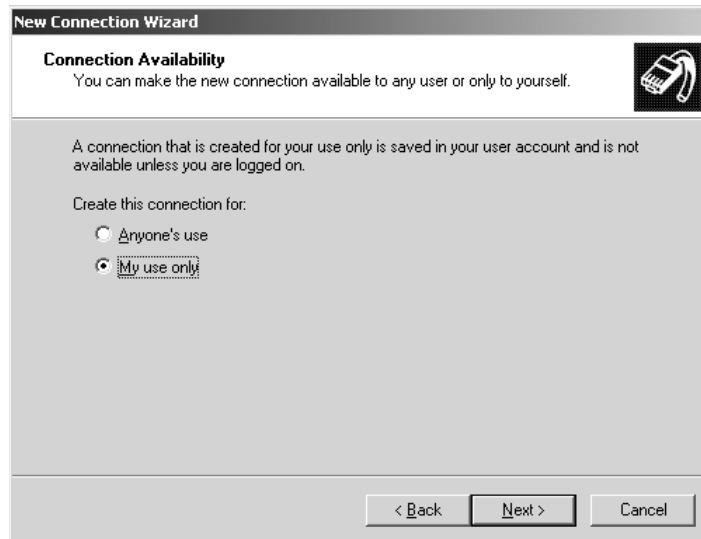 New Connection Wizard
Connection Availability
You can make the new connection available to any user or only to yourself.
A connection that is created for your use only is saved in your user account and is not
available unless you are logged on.
Create this connection for:
Anyone's use
My use only
< Back Next > Cancel